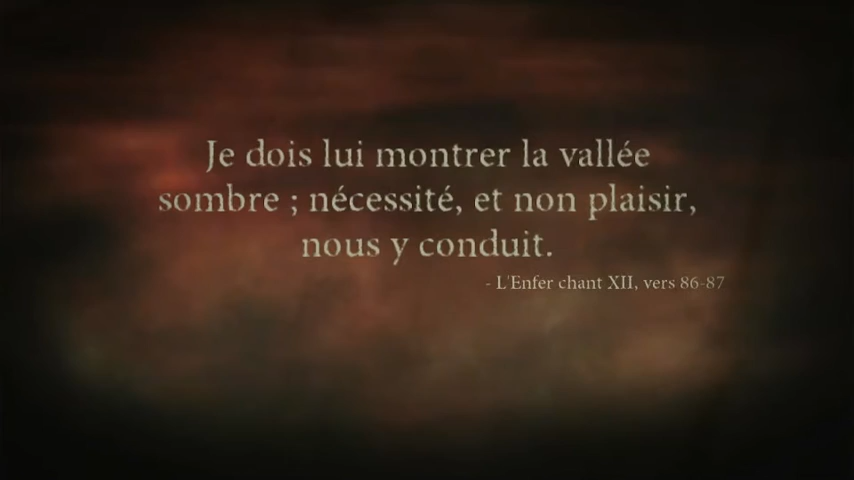 Je dois lui montrer la vallée
sombre ; nécessité, et non plaisir,
nous y conduit.
- L'Enfer chant XII, vers 86-87